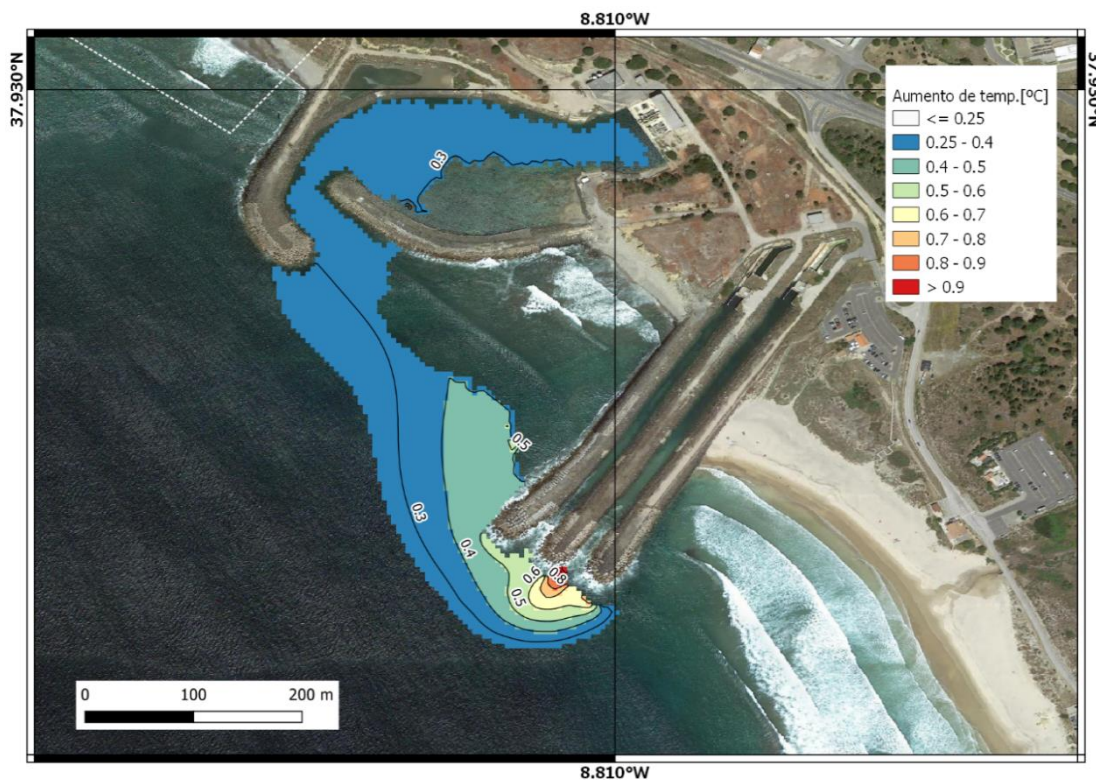 8.810°W
37.930°N
37.930°N
Aumento de temp.[ºC]
<= 0.25
0.25 - 0.4
0.4 - 0.5
0.5 - 0.6
0.6 - 0.7
0.7 - 0.8
0.8 - 0.9
> 0.9
0.3
0.5
0.3
0.4
0.6
0.8
0.5
0 100 200 m
8.810°W